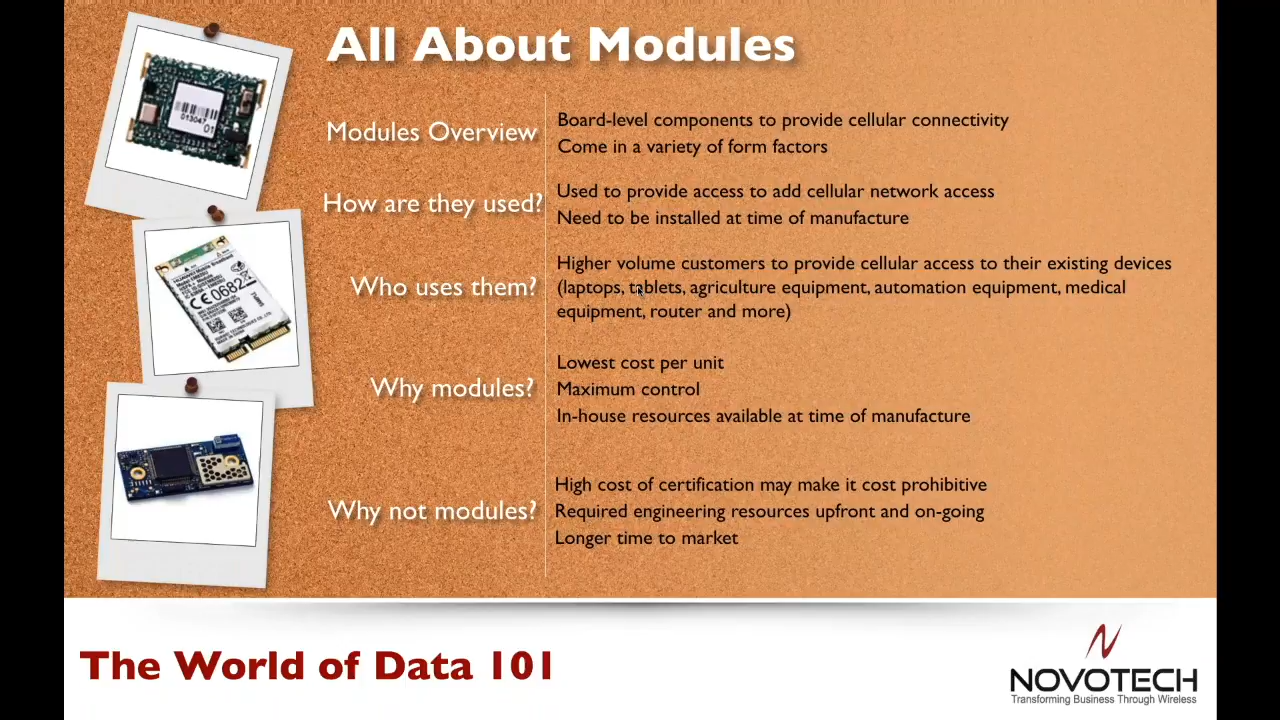 All About Modules
Modules Overview
Board-level components to provide cellular connectivity
Come in a variety of form factors
How are they used?
Used to provide access to add cellular network access
Need to be installed at time of manufacture
Who uses them?
Higher volume customers to provide cellular access to their existing devices
(laptops, tablets, agriculture equipment, automation equipment, medical
equipment, router and more)
Why modules?
Lowest cost per unit
Maximum control
In-house resources available at time of manufacture
Why not modules?
High cost of certification may make it cost prohibitive
Required engineering resources upfront and on-going
Longer time to market
013047
01
CE0682
The World of Data 101
NOVOTECH
Transforming Business Through Wireless